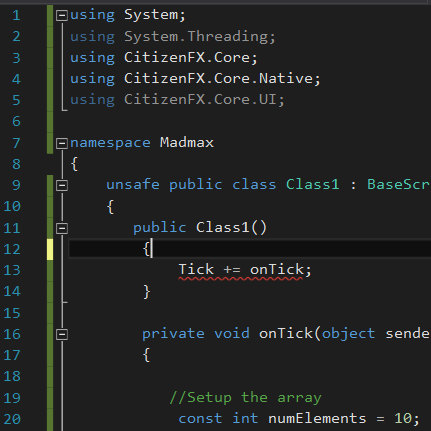 1 using System;
2 using System.Threading;
3 using CitizenFX.Core;
4 using CitizenFX.Core.Native;
5 using CitizenFX.Core.UI;
6
7 namespace Madmax
8 {
9 unsafe public class Class1 : BaseScr
10 {
11 public Class1()
12 {
13 Tick += onTick;
14 }
15
16 private void onTick(object sende
17 {
18
19 //Setup the array
20 const int numElements = 10;